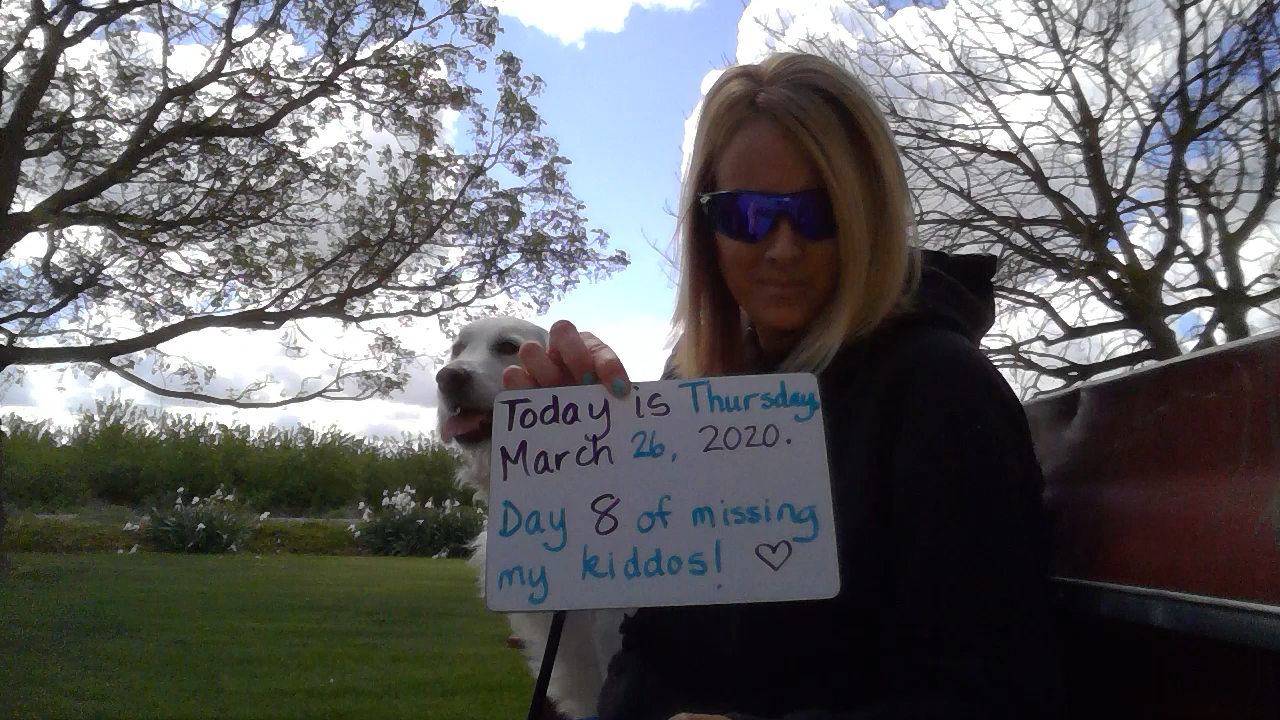 Today is Thursday,
March 26, 2020.
Day 8 of missing
my kiddos! ♡